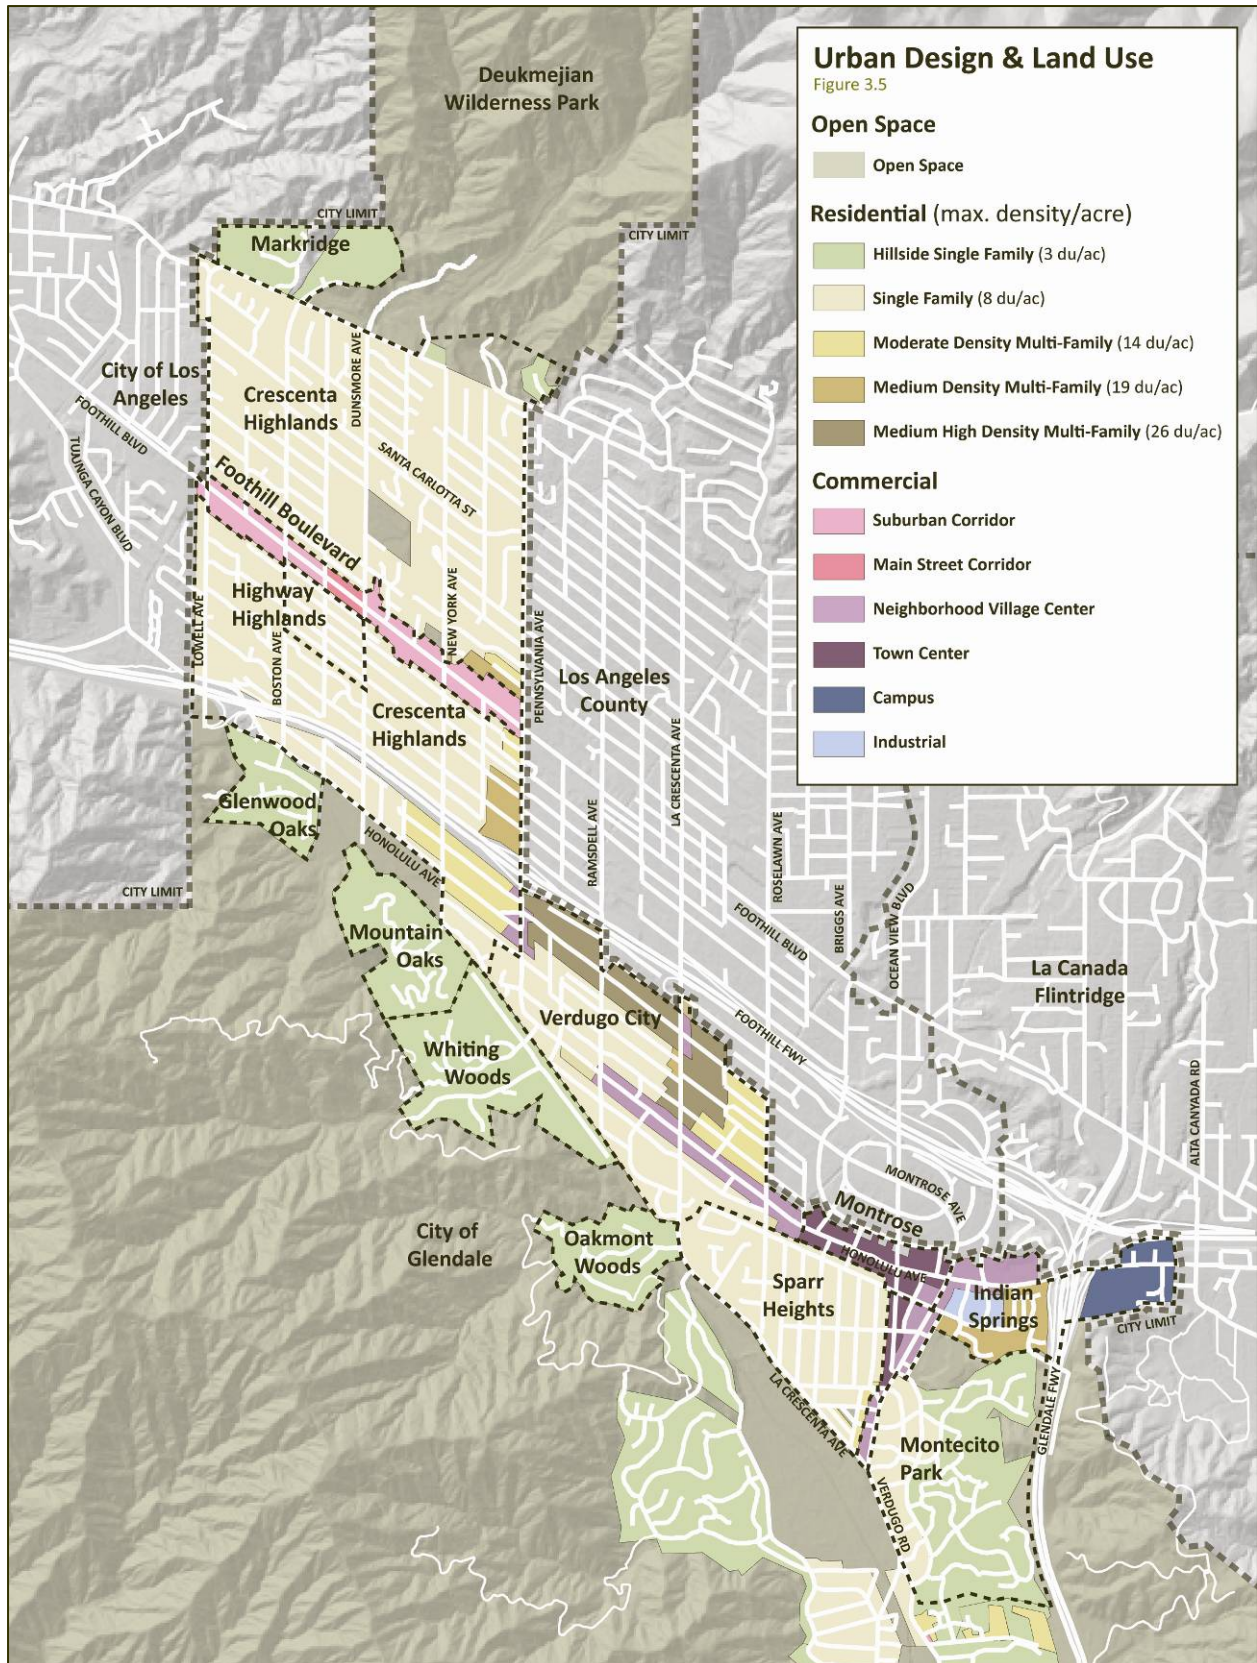 Urban Design & Land Use
Figure 3.5
Open Space
Open Space
Residential (max. density/acre)
Hillside Single Family (3 du/ac)
Single Family (8 du/ac)
Moderate Density Multi-Family (14 du/ac)
Medium Density Multi-Family (19 du/ac)
Medium High Density Multi-Family (26 du/ac)
Commercial
Suburban Corridor
Main Street Corridor
Neighborhood Village Center
Town Center
Campus
Industrial
Deukmejian
Wilderness Park
CITY LIMIT
Markridge
CITY LIMIT
City of Los
Angeles
Crescenta
Highlands
DUNSMORE AVE
FOOTHILL BLVD
TUJUNGA CAYON BLVD
SANTA CARLOTTA ST
Foothill Boulevard
Highway
Highlands
LOWELL AVE
BOSTON AVE
NEW YORK AVE
PENNSYLVANIA AVE
Los Angeles
County
Crescenta
Highlands
LA CRESCENTA AVE
RAMSDELL AVE
ROSELAWN AVE
BRIGGS AVE
OCEAN VIEW BLVD
Glenwood
Oaks
HONOLULU AVE
CITY LIMIT
FOOTHILL BLVD
Mountain
Oaks
La Canada
Flintridge
Verdugo City
FOOTHILL FWY
Whiting
Woods
ALTA CANYADA RD
MONTROSE AVE
Montrose
City of
Glendale
Oakmont
Woods
HONOLULU AVE
Sparr
Heights
Indian
Springs
CITY LIMIT
LA CRESCENTA AVE
GLENDALE FWY
Montecito
Park
VERDUGO RD